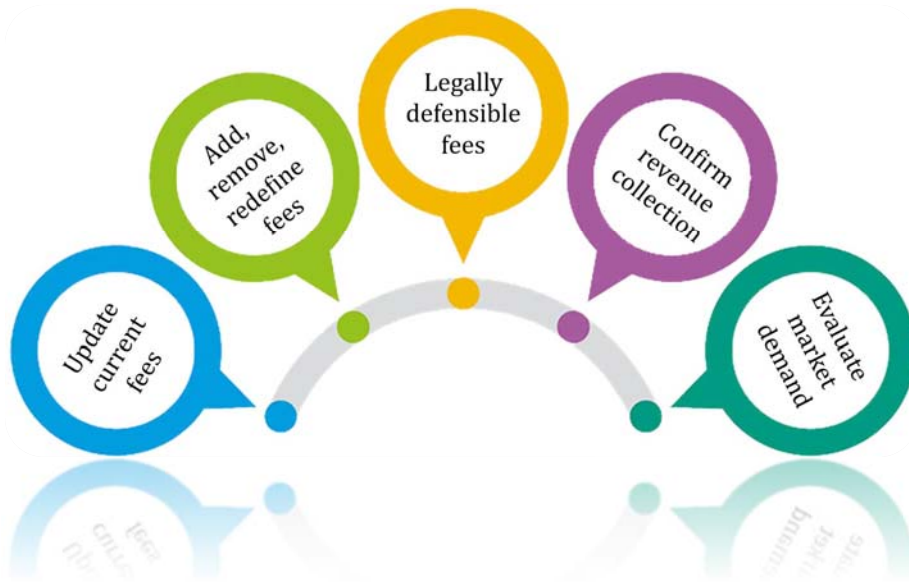 Update
current
fees
Add,
remove,
redefine
fees
Legally
defensible
fees
Confirm
revenue
collection
Evaluate
market
demand